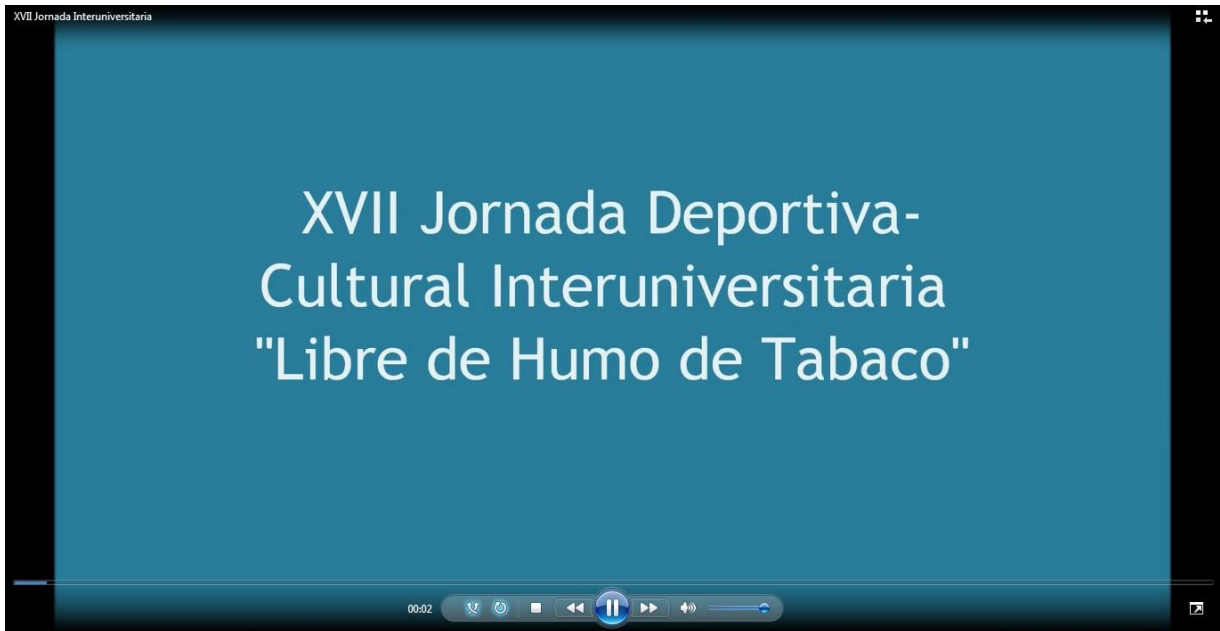 XVII Jornada Interuniversitaria
XVII Jornada Deportiva-
Cultural Interuniversitaria
"Libre de Humo de Tabaco"
00:02